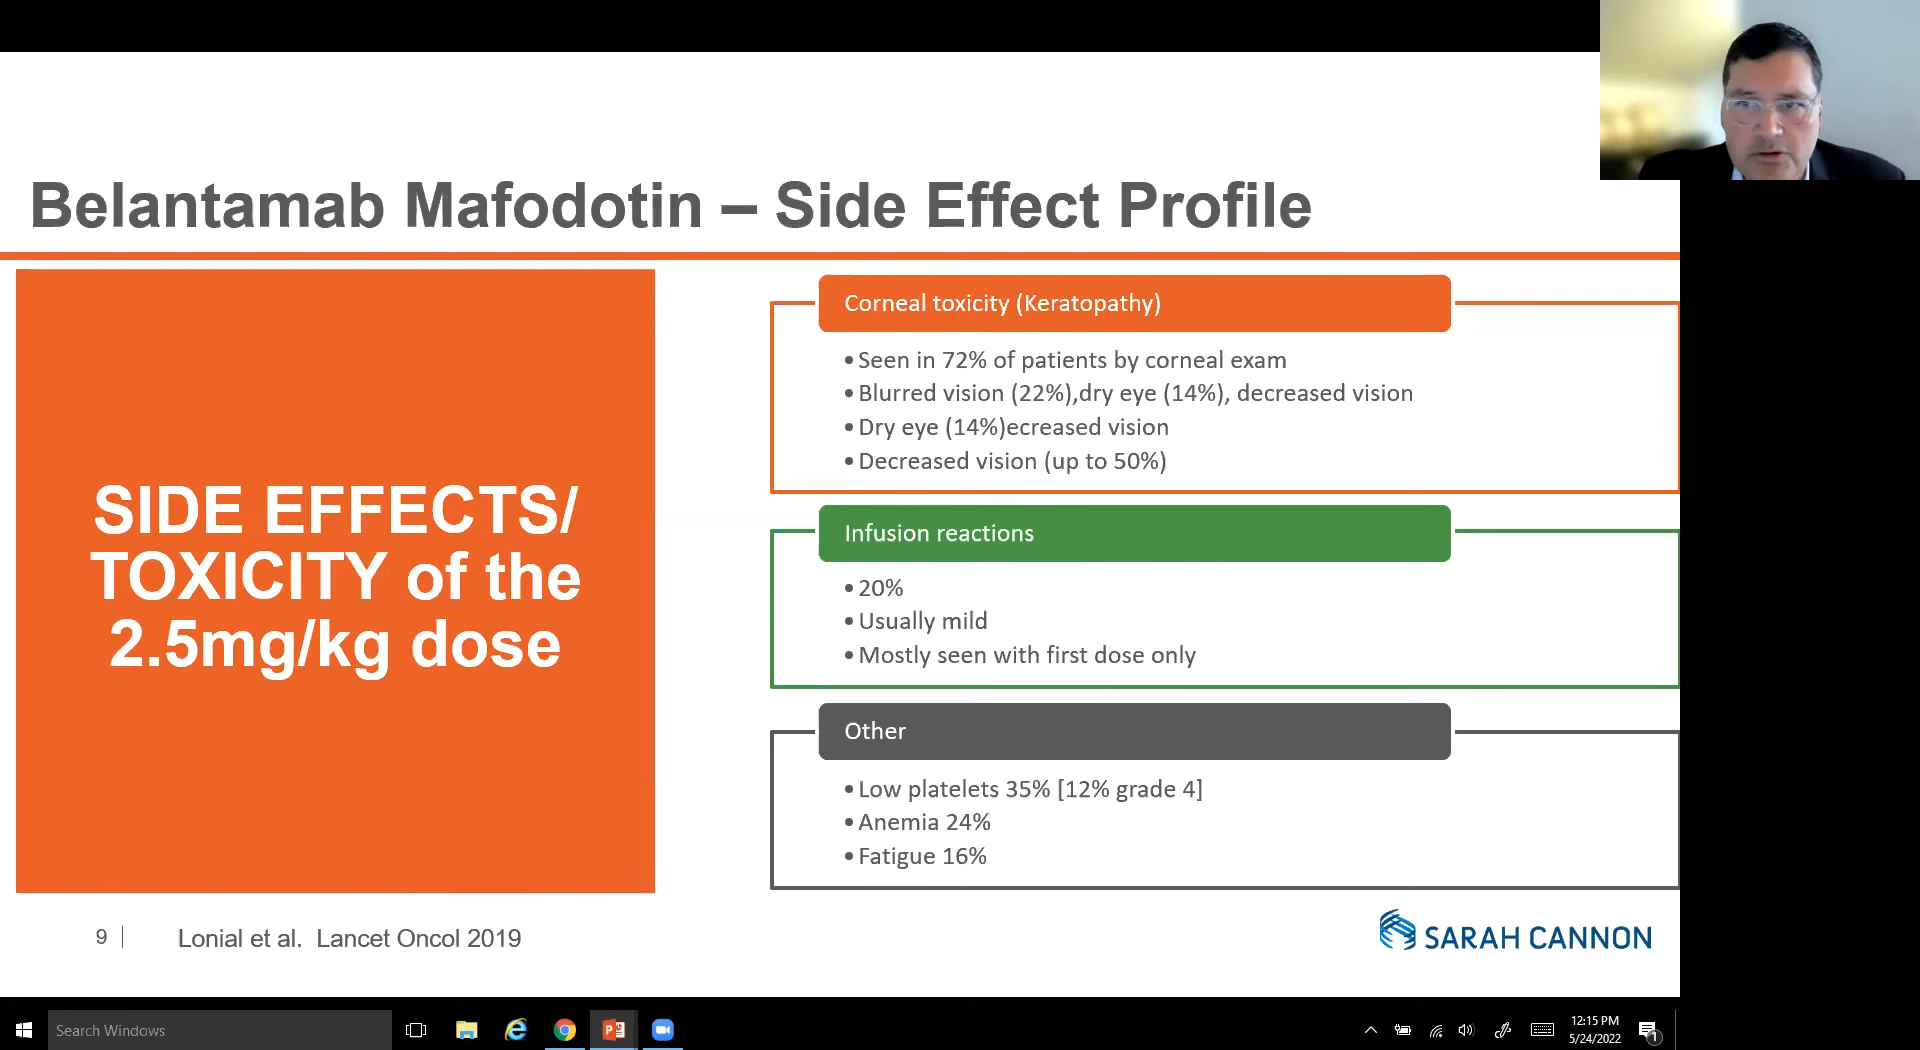 Belantamab Mafodotin – Side Effect Profile
SIDE EFFECTS/
TOXICITY of the
2.5mg/kg dose
Corneal toxicity (Keratopathy)
•Seen in 72% of patients by corneal exam
•Blurred vision (22%),dry eye (14%), decreased vision
•Dry eye (14%)ecreased vision
•Decreased vision (up to 50%)
Infusion reactions
•20%
•Usually mild
•Mostly seen with first dose only
Other
•Low platelets 35% [12% grade 4]
•Anemia 24%
•Fatigue 16%
9
Lonial et al.  Lancet Oncol 2019
SARAH CANNON
Search Windows
12:15 PM
5/24/2022
1